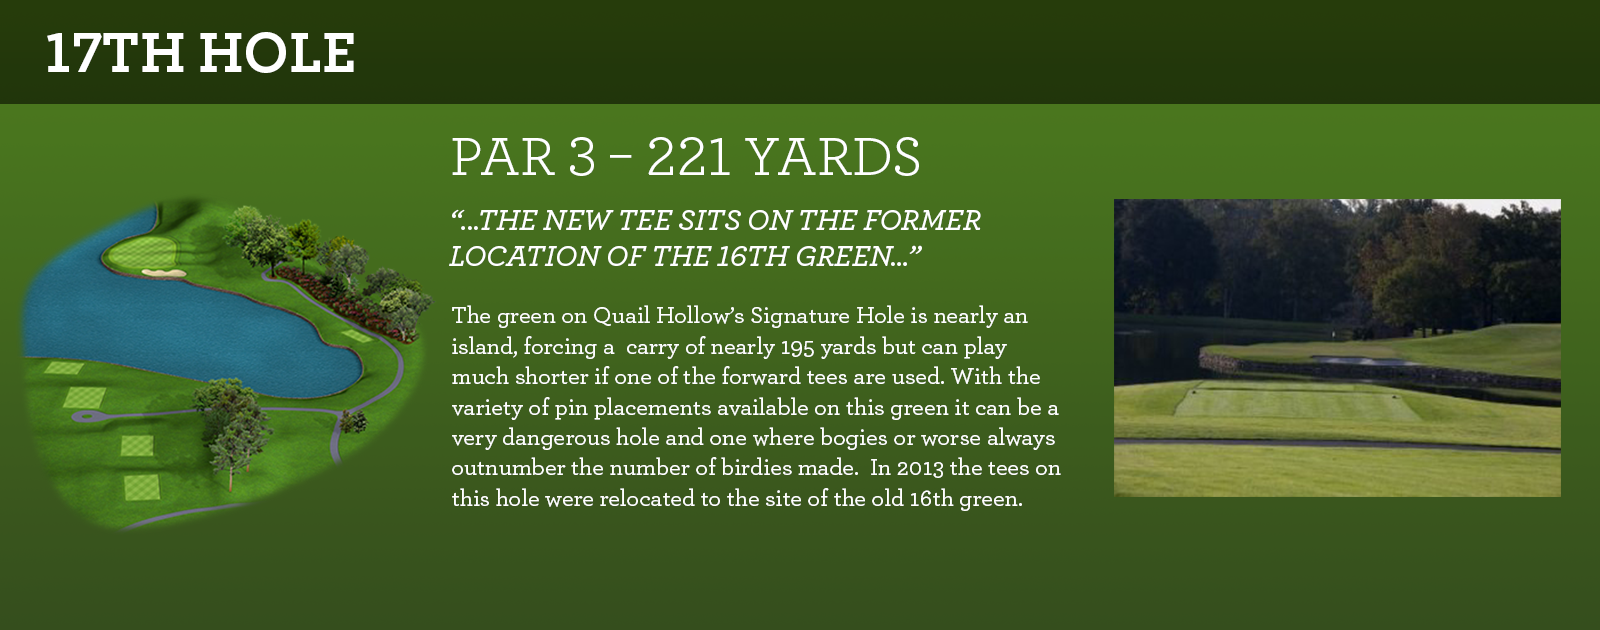 17TH HOLE
PAR 3 – 221 YARDS
“...THE NEW TEE SITS ON THE FORMER
LOCATION OF THE 16TH GREEN...”
The green on Quail Hollow’s Signature Hole is nearly an
island, forcing a  carry of nearly 195 yards but can play
much shorter if one of the forward tees are used. With the
variety of pin placements available on this green it can be a
very dangerous hole and one where bogies or worse always
outnumber the number of birdies made.  In 2013 the tees on
this hole were relocated to the site of the old 16th green.